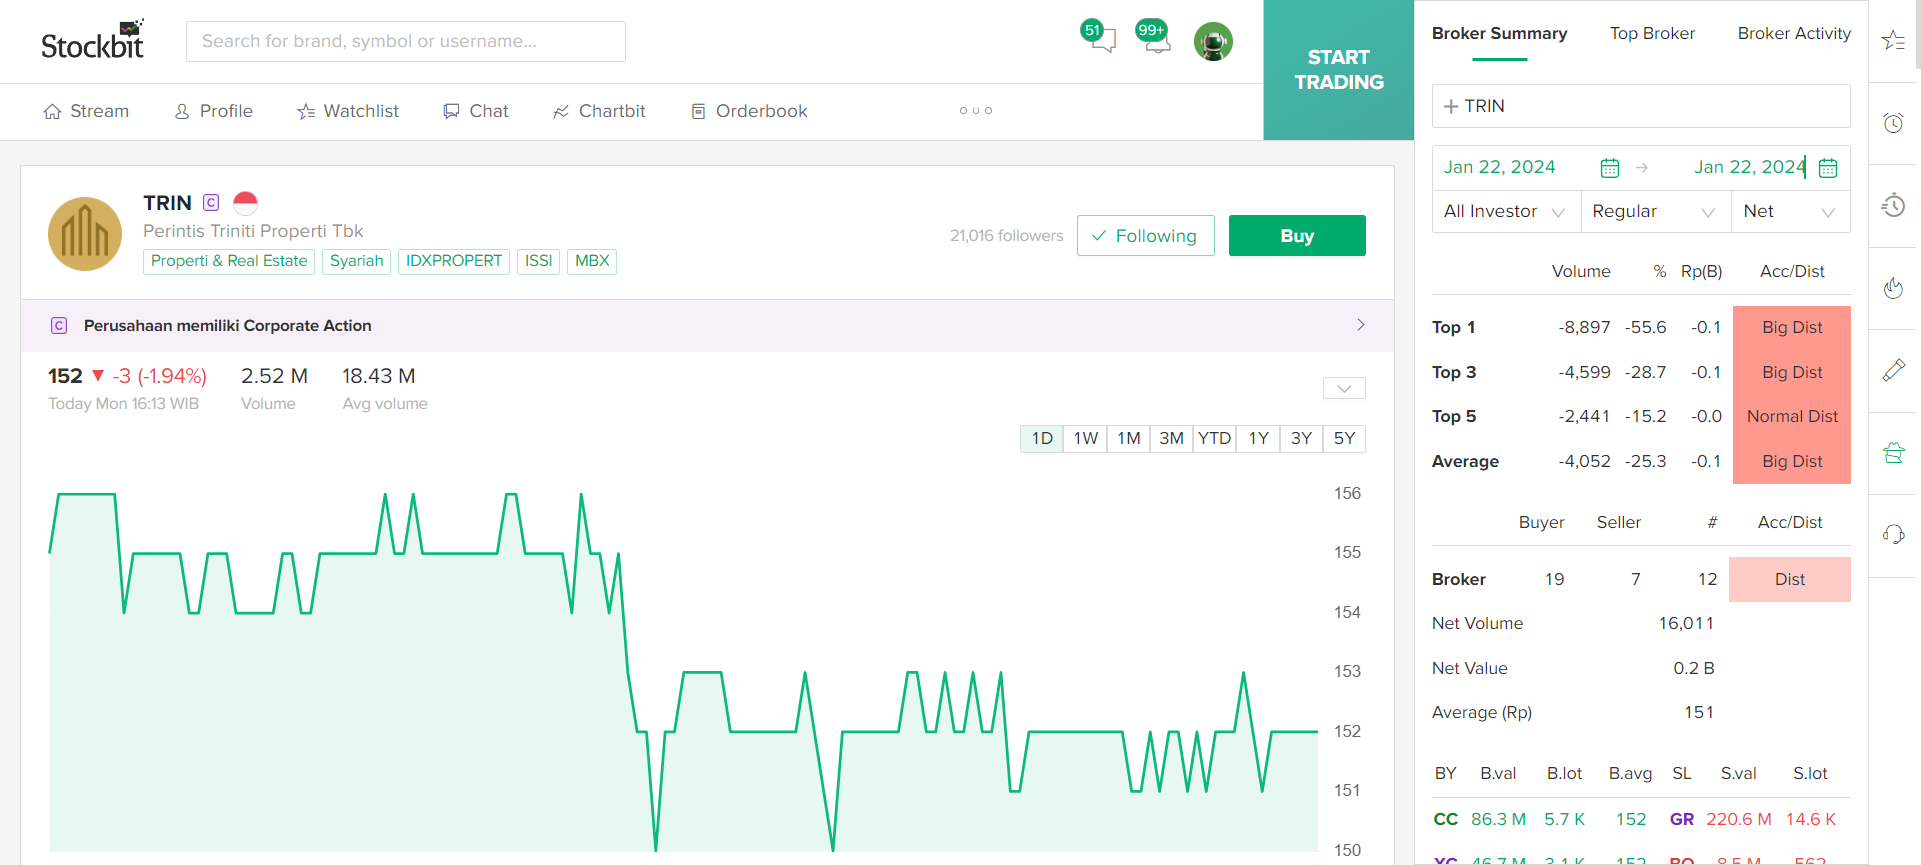 Stockbit
Search for brand, symbol or username...
51
99+
START
TRADING
Stream
Profile
Watchlist
Chat
Chartbit
Orderbook
TRIN C
Perintis Triniti Properti Tbk
Properti & Real Estate
Syariah
IDXPROPERT
ISSI
MBX
21,016 followers
Following
Buy
C Perusahaan memiliki Corporate Action
152 ▼ -3 (-1.94%)
Today Mon 16:13 WIB
2.52 M
Volume
18.43 M
Avg volume
1D 1W 1M 3M YTD 1Y 3Y 5Y
156
155
154
153
152
151
150
Broker Summary Top Broker Broker Activity
+ TRIN
Jan 22, 2024 → Jan 22, 2024
All Investor Regular Net
Volume % Rp(B) Acc/Dist
Top 1 -8,897 -55.6 -0.1 Big Dist
Top 3 -4,599 -28.7 -0.1 Big Dist
Top 5 -2,441 -15.2 -0.0 Normal Dist
Average -4,052 -25.3 -0.1 Big Dist
Buyer Seller # Acc/Dist
Broker 19 7 12 Dist
Net Volume 16,011
Net Value 0.2 B
Average (Rp) 151
BY B.val B.lot B.avg SL S.val S.lot
CC 86.3 M 5.7 K 152 GR 220.6 M 14.6 K